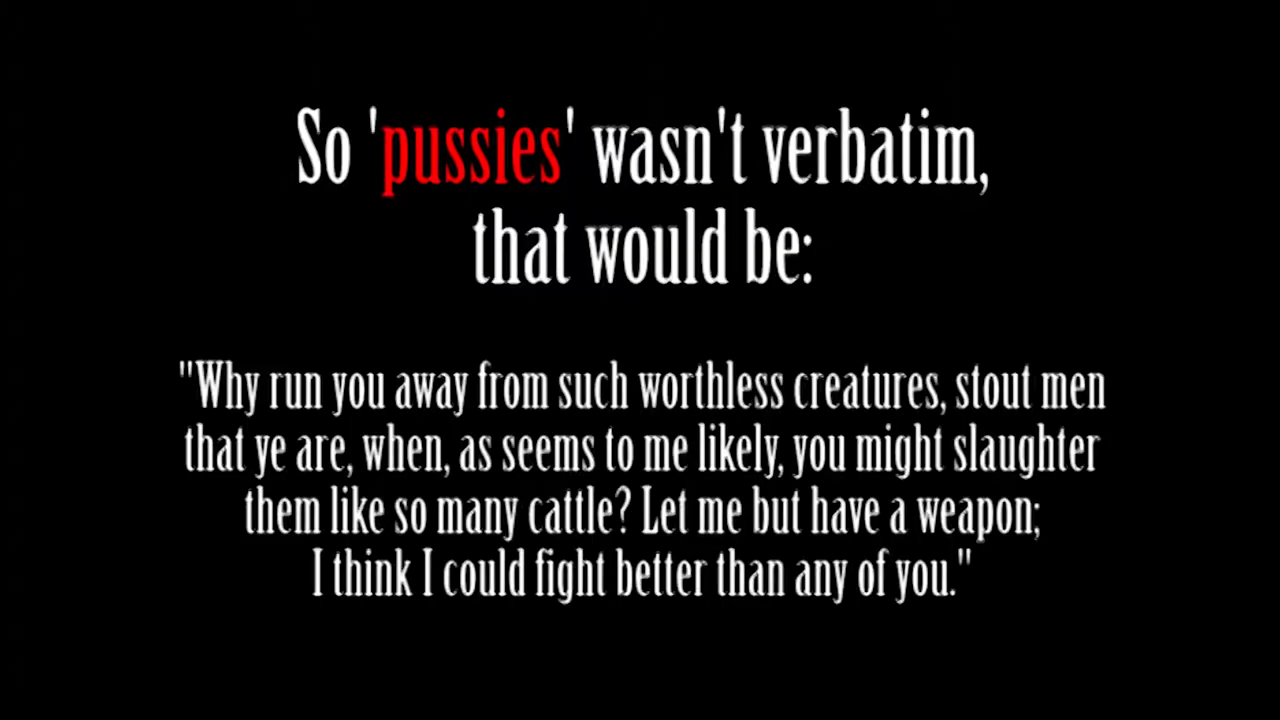 So 'pussies' wasn't verbatim,
that would be:
"Why run you away from such worthless creatures, stout men
that ye are, when, as seems to me likely, you might slaughter
them like so many cattle? Let me but have a weapon;
I think I could fight better than any of you."